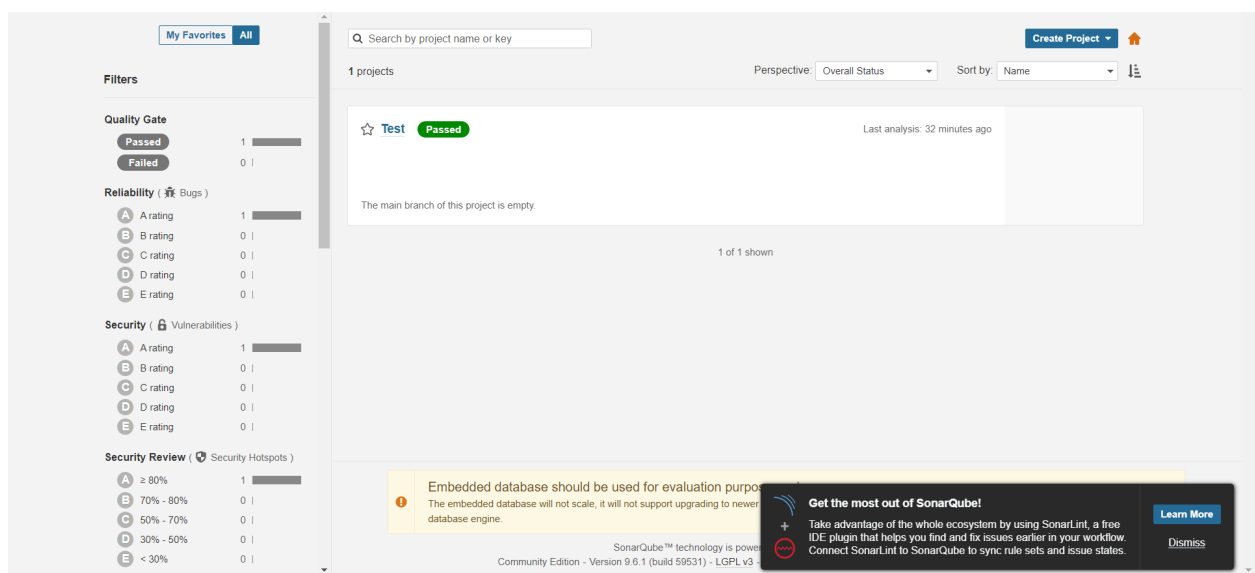 My Favorites All
Filters
Quality Gate
Passed 1
Failed 0
Reliability ( Bugs )
A A rating 1
B B rating 0
C C rating 0
D D rating 0
E E rating 0
Security ( Vulnerabilities )
A A rating 1
B B rating 0
C C rating 0
D D rating 0
E E rating 0
Security Review ( Security Hotspots )
A ≥ 80% 1
B 70% - 80% 0
C 50% - 70% 0
D 30% - 50% 0
E < 30% 0
Search by project name or key
Create Project
1 projects
Perspective: Overall Status
Sort by: Name
Test Passed
Last analysis: 32 minutes ago
The main branch of this project is empty.
1 of 1 shown
Embedded database should be used for evaluation
The embedded database will not scale, it will not support upgrading to newer
database engine.
SonarQube™ technology is
Community Edition - Version 9.6.1 (build 59531) - LGPL v3 -
Get the most out of SonarQube!
Take advantage of the whole ecosystem by using SonarLint, a free
IDE plugin that helps you find and fix issues earlier in your workflow.
Connect SonarLint to SonarQube to sync rule sets and issue states.
Learn More
Dismiss